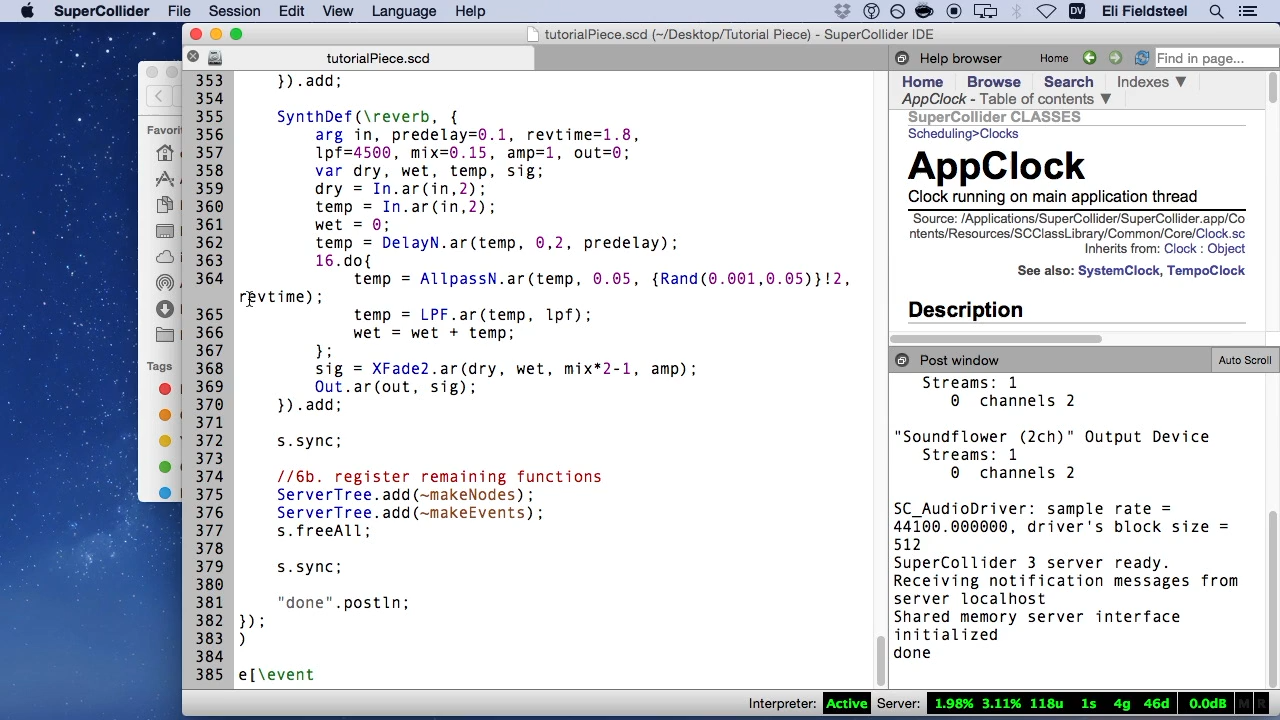 SuperCollider File Session Edit View Language Help DV Eli Fieldsteel
tutorialPiece.scd (~/Desktop/Tutorial Piece) - SuperCollider IDE
tutorialPiece.scd
353 }).add;
354
355 SynthDef(\reverb, {
356 arg in, predelay=0.1, revtime=1.8,
357 lpf=4500, mix=0.15, amp=1, out=0;
358 var dry, wet, temp, sig;
359 dry = In.ar(in,2);
360 temp = In.ar(in,2);
361 wet = 0;
362 temp = DelayN.ar(temp, 0,2, predelay);
363 16.do{
364 temp = AllpassN.ar(temp, 0.05, {Rand(0.001,0.05)}!2,
revtime);
365 temp = LPF.ar(temp, lpf);
366 wet = wet + temp;
367 };
368 sig = XFade2.ar(dry, wet, mix*2-1, amp);
369 Out.ar(out, sig);
370 }).add;
371
372 s.sync;
373
374 //6b. register remaining functions
375 ServerTree.add(~makeNodes);
376 ServerTree.add(~makeEvents);
377 s.freeAll;
378
379 s.sync;
380
381 "done".postln;
382 });
383 )
384
385 e[\event
Favori
Tags
Help browser Home Find in page...
Home Browse Search Indexes ▼
AppClock - Table of contents ▼
SuperCollider CLASSES
Scheduling>Clocks
AppClock
Clock running on main application thread
Source: /Applications/SuperCollider/SuperCollider.app/Co
ntents/Resources/SCClassLibrary/Common/Core/Clock.sc
Inherits from: Clock : Object
See also: SystemClock, TempoClock
Description
Post window Auto Scroll
Streams: 1
0 channels 2
"Soundflower (2ch)" Output Device
Streams: 1
0 channels 2
SC_AudioDriver: sample rate =
44100.000000, driver's block size =
512
SuperCollider 3 server ready.
Receiving notification messages from
server localhost
Shared memory server interface
initialized
done
Interpreter: Active Server: 1.98% 3.11% 118u 1s 4g 46d 0.0dB M R